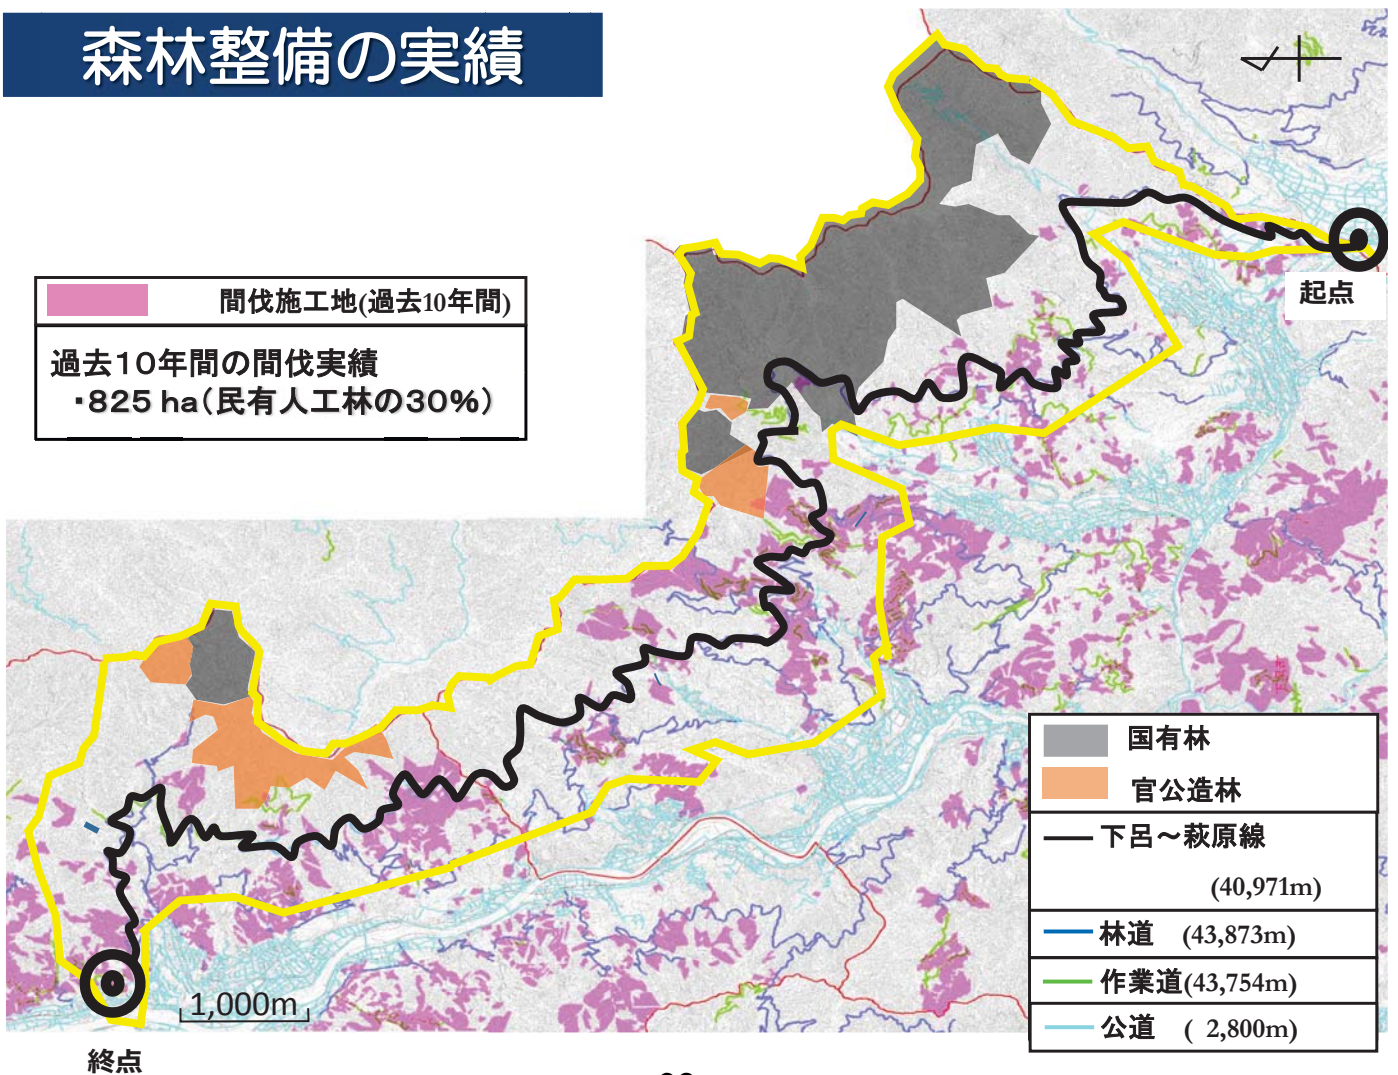 森林整備の実績
間伐施工地(過去10年間)
過去10年間の間伐実績
・825 ha(民有人工林の30%)
起点
国有林
官公造林
下呂～萩原線
(40,971m)
林道 (43,873m)
作業道(43,754m)
公道 ( 2,800m)
1,000m
終点